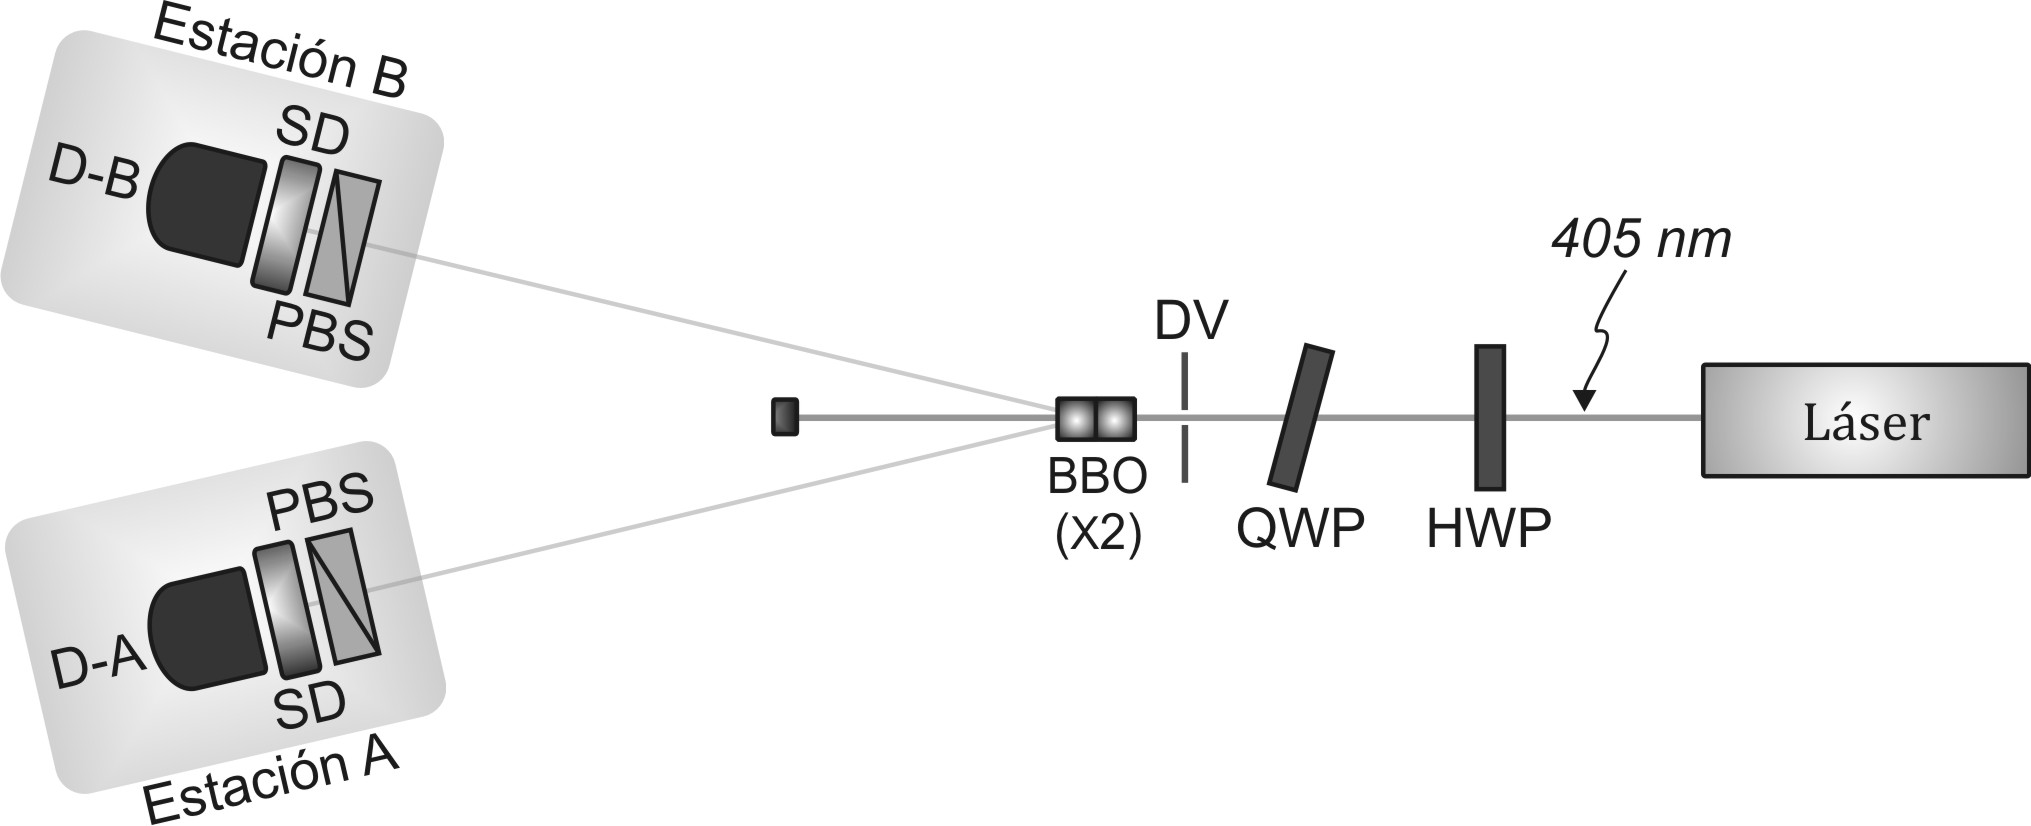 Estación B
SD
D-B
PBS
405 nm
DV
Láser
BBO
(X2)
QWP
HWP
PBS
D-A
SD
Estación A